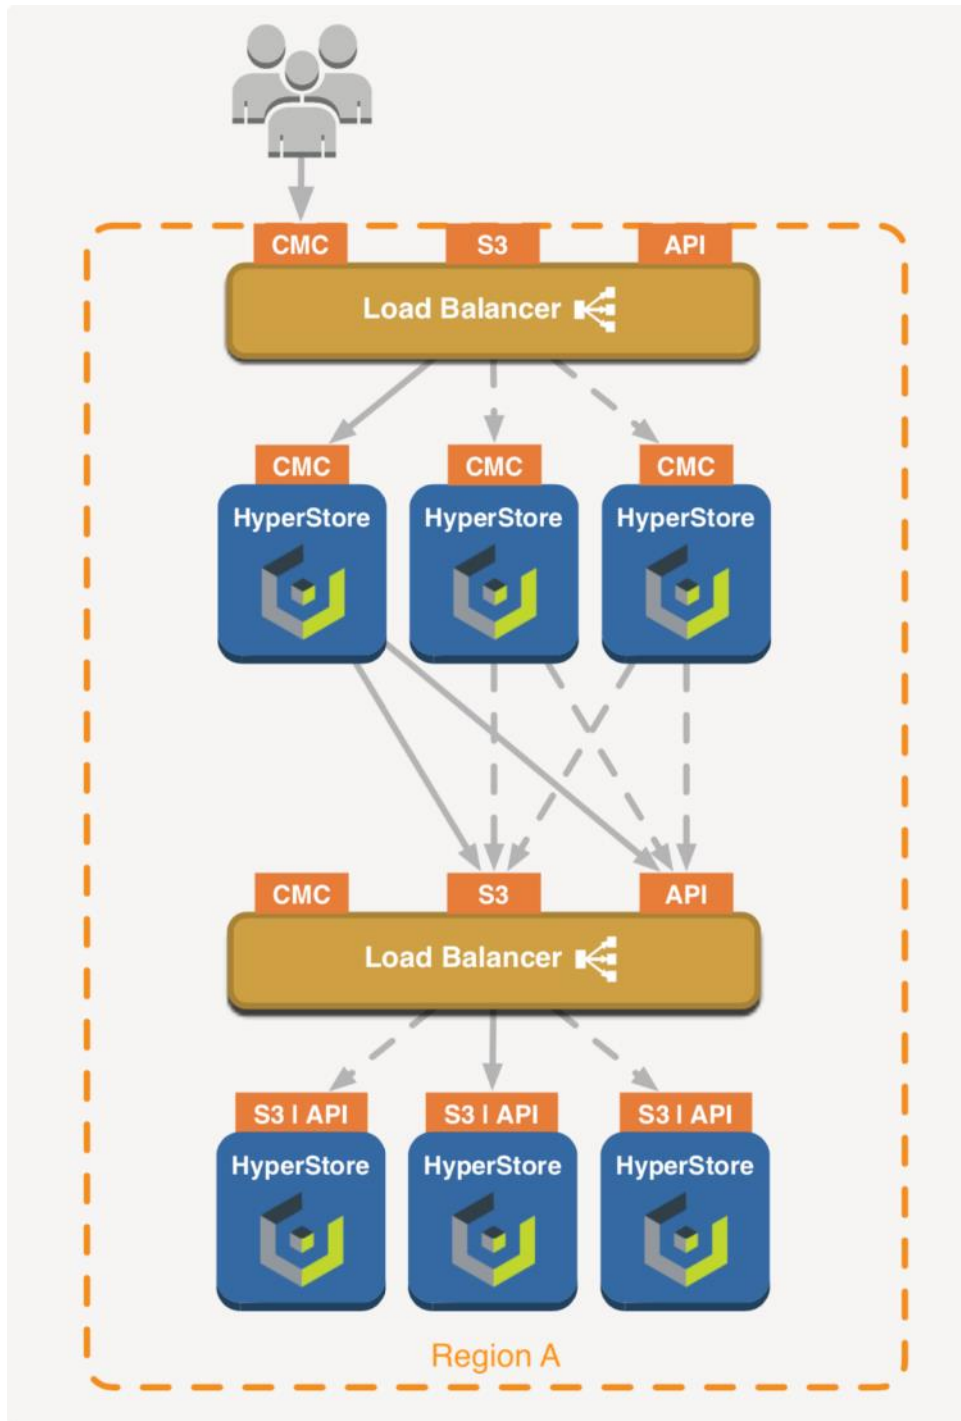 CMC S3 API
Load Balancer
CMC CMC CMC
HyperStore HyperStore HyperStore
CMC S3 API
Load Balancer
S3 | API S3 | API S3 | API
HyperStore HyperStore HyperStore
Region A